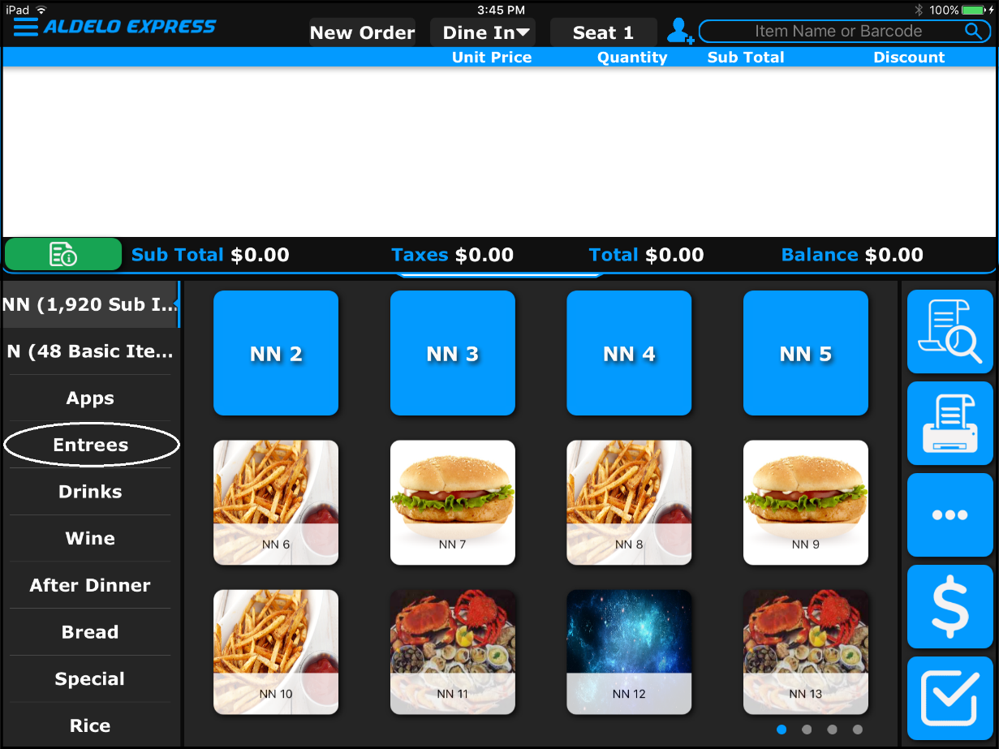 iPad 3:45 PM 100%
ALDELO EXPRESS New Order Dine In Seat 1 Item Name or Barcode
Unit Price Quantity Sub Total Discount
Sub Total $0.00 Taxes $0.00 Total $0.00 Balance $0.00
NN (1,920 Sub I...
N (48 Basic Ite...
Apps
Entrees
Drinks
Wine
After Dinner
Bread
Special
Rice
NN 2 NN 3 NN 4 NN 5
NN 6 NN 7 NN 8 NN 9
NN 10 NN 11 NN 12 NN 13